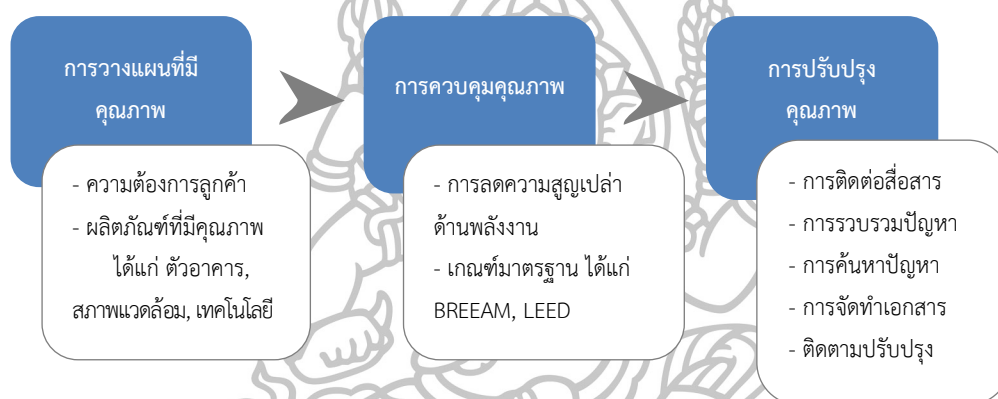 การวางแผนที่มี
คุณภาพ
- ความต้องการลูกค้า
- ผลิตภัณฑ์ที่มีคุณภาพ
ได้แก่ ตัวอาคาร,
สภาพแวดล้อม, เทคโนโลยี
การควบคุมคุณภาพ
- การลดความสูญเปล่า
ด้านพลังงาน
- เกณฑ์มาตรฐาน ได้แก่
BREEAM, LEED
การปรับปรุง
คุณภาพ
- การติดต่อสื่อสาร
- การรวบรวมปัญหา
- การค้นหาปัญหา
- การจัดทำเอกสาร
- ติดตามปรับปรุง